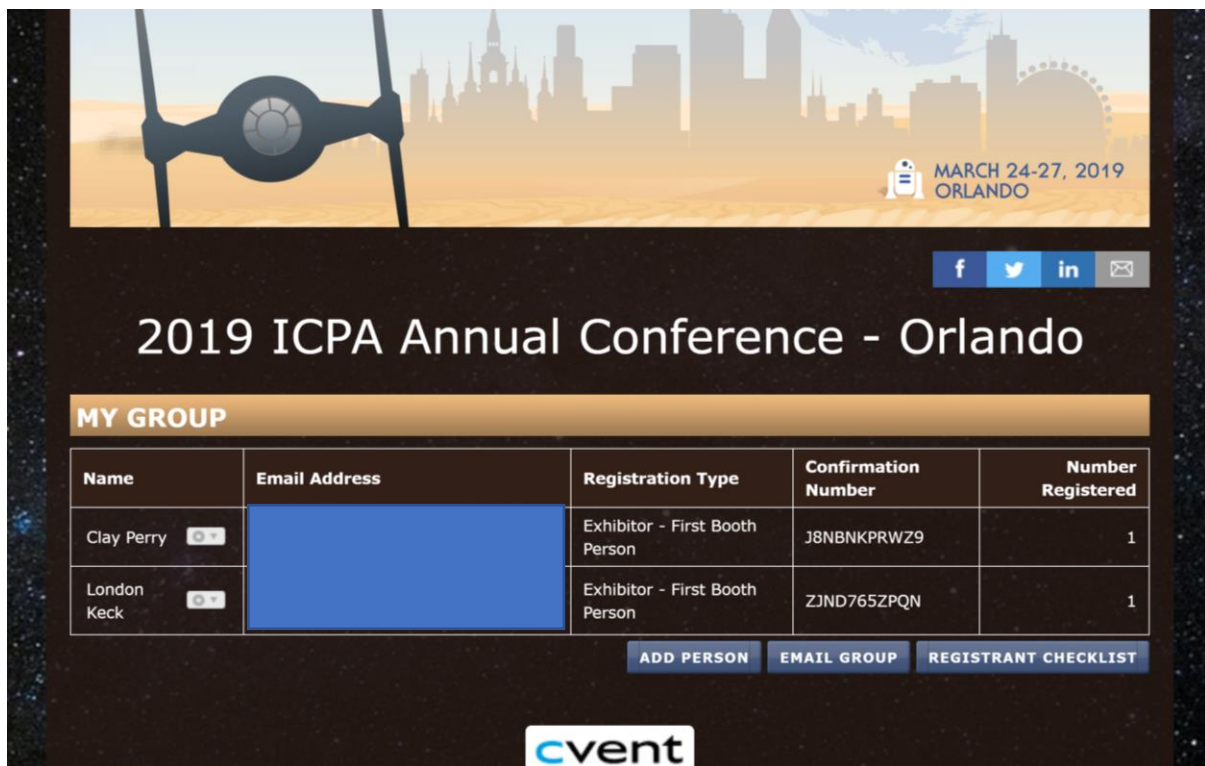 MARCH 24-27, 2019
ORLANDO
f in
2019 ICPA Annual Conference - Orlando
MY GROUP
Name Email Address Registration Type Confirmation Number Number Registered
Clay Perry Exhibitor - First Booth Person J8NBNKPRWZ9 1
London Keck Exhibitor - First Booth Person ZJND765ZPQN 1
ADD PERSON EMAIL GROUP REGISTRANT CHECKLIST
cvent